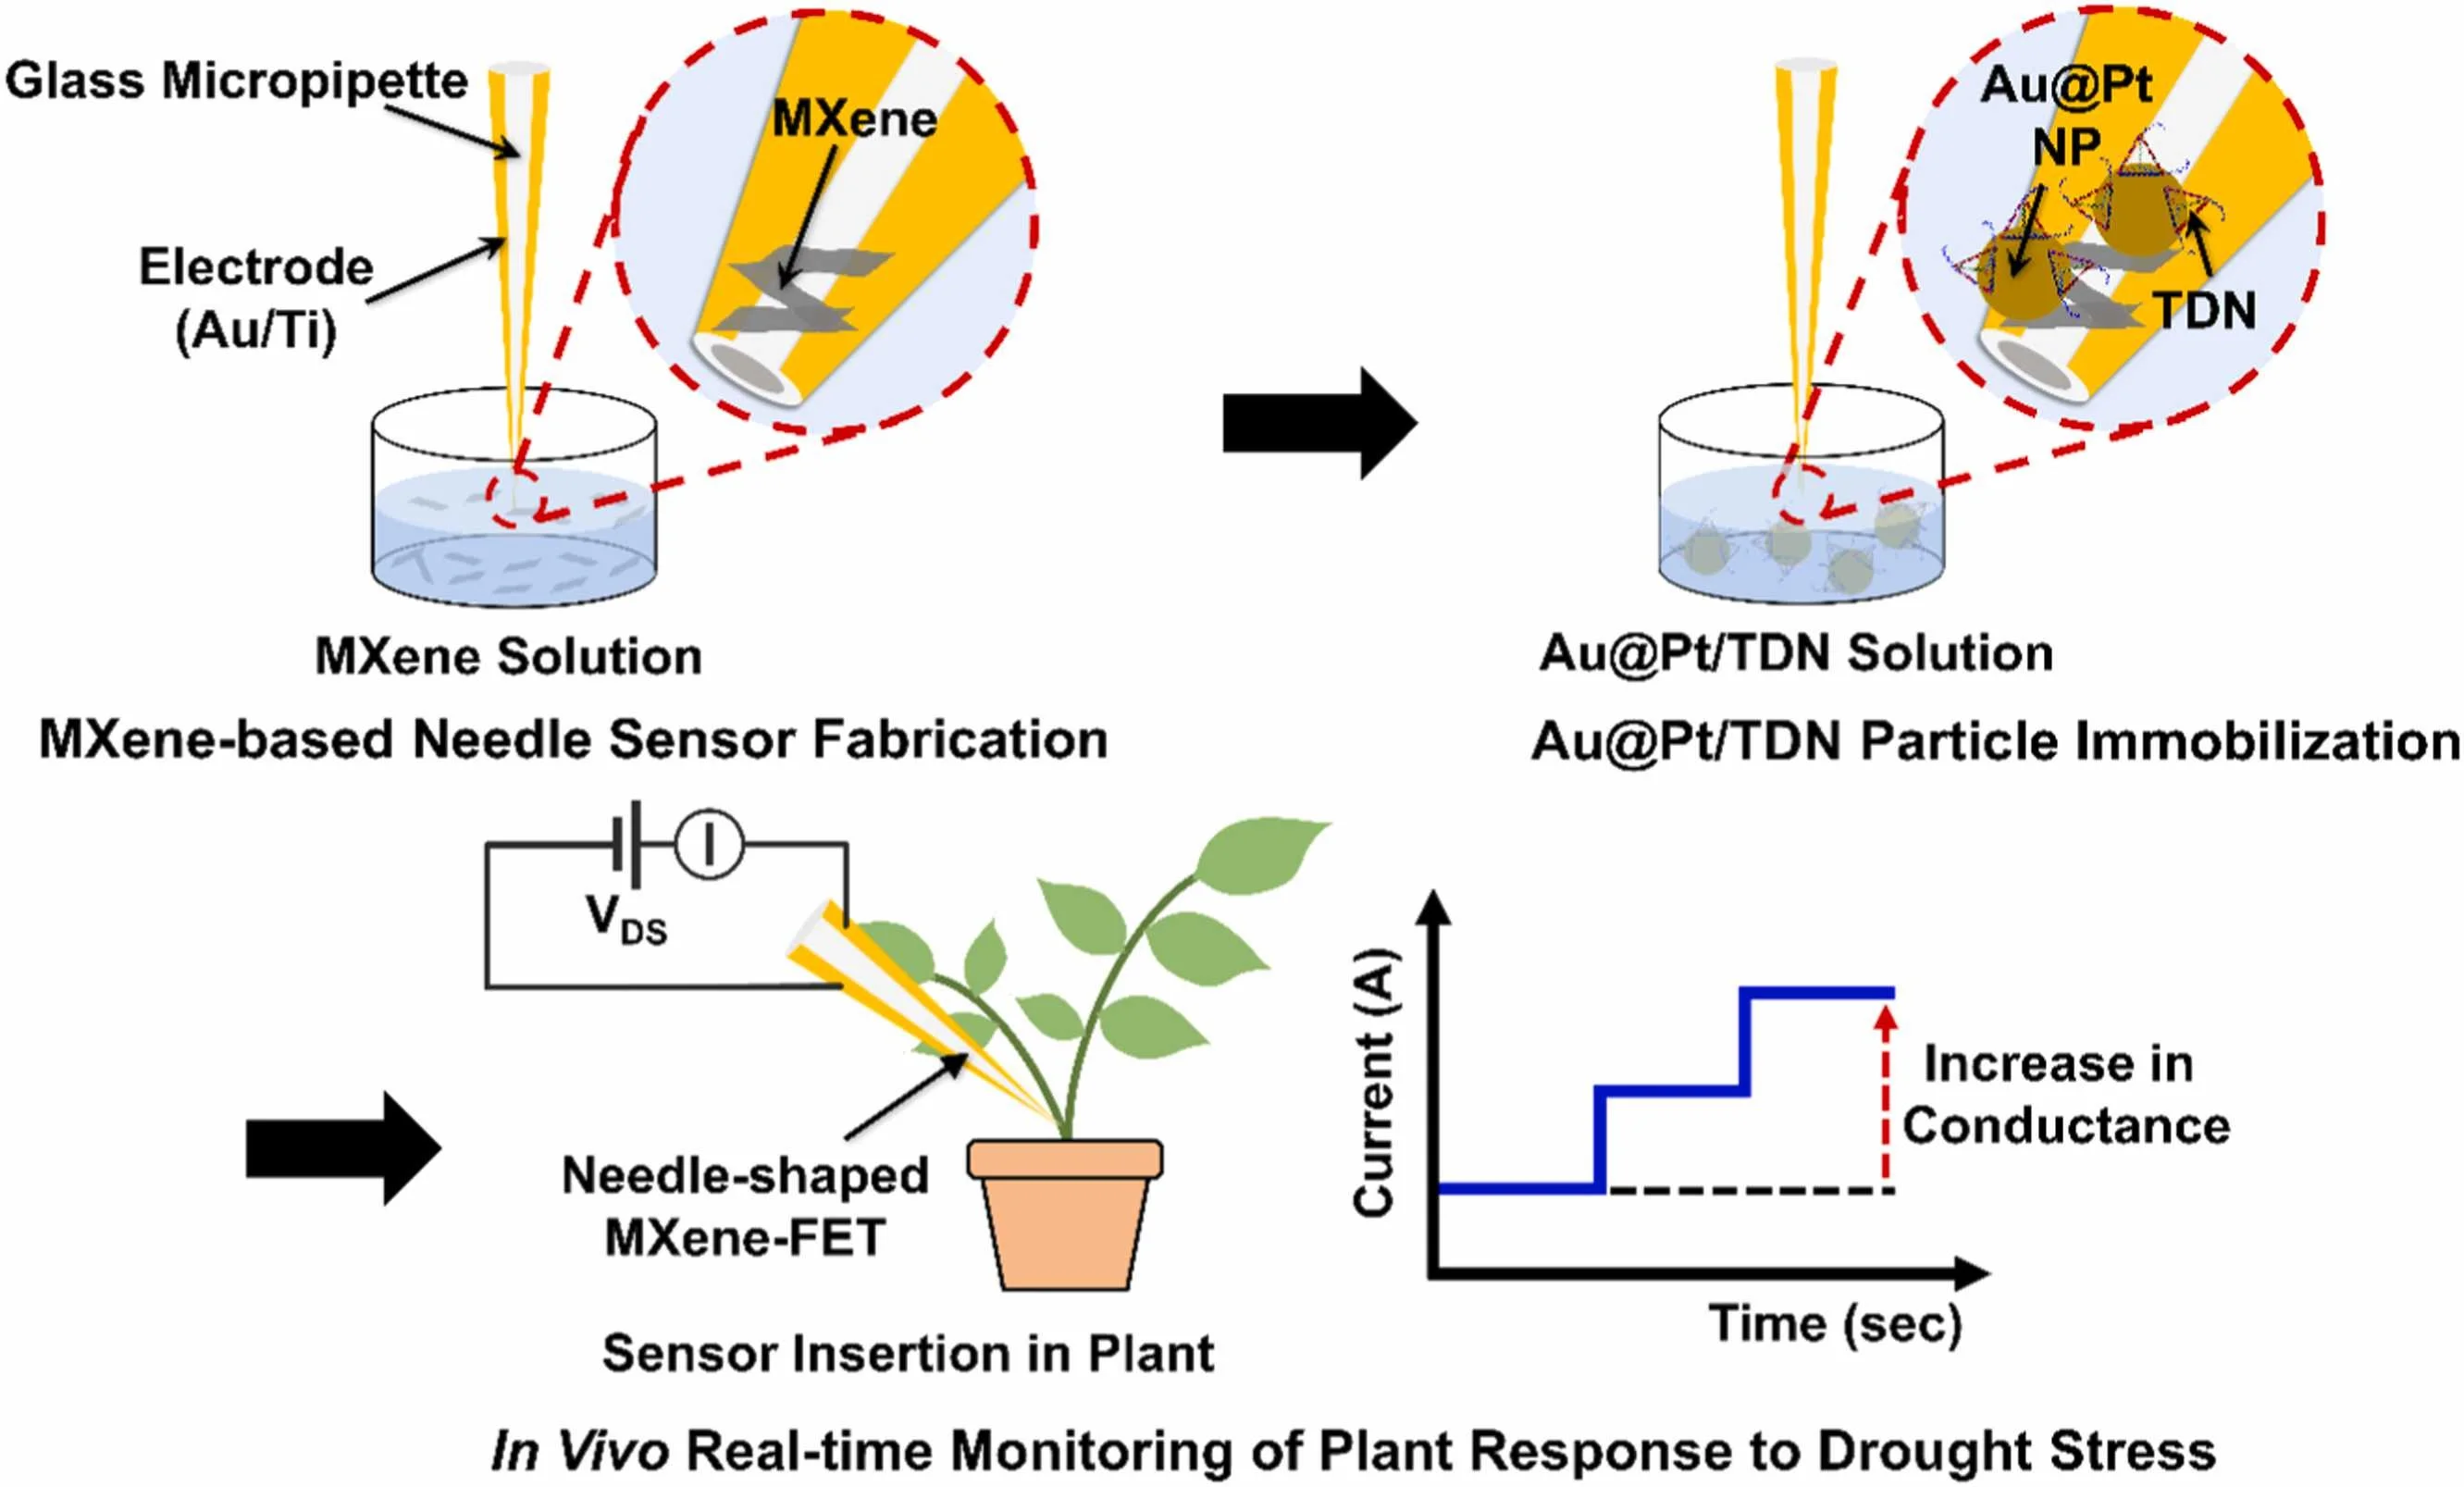 Glass Micropipette
Electrode
(Au/Ti)
MXene
MXene Solution
MXene-based Needle Sensor Fabrication
Au@Pt
NP
TDN
Au@Pt/TDN Solution
Au@Pt/TDN Particle Immobilization
I
VDS
Needle-shaped
MXene-FET
Sensor Insertion in Plant
Current (A)
Increase in
Conductance
Time (sec)
In Vivo Real-time Monitoring of Plant Response to Drought Stress